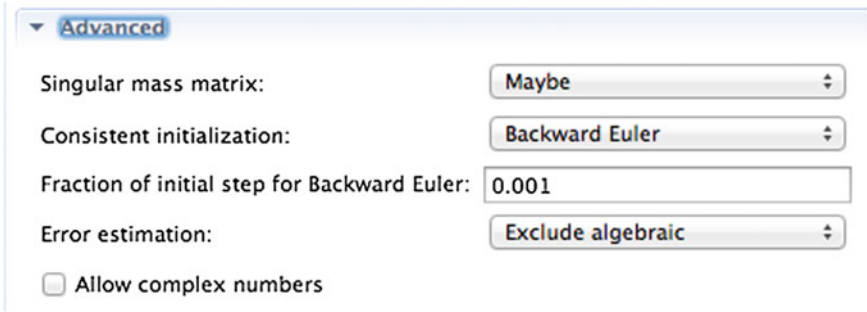 Advanced
Singular mass matrix: Maybe
Consistent initialization: Backward Euler
Fraction of initial step for Backward Euler: 0.001
Error estimation: Exclude algebraic
Allow complex numbers